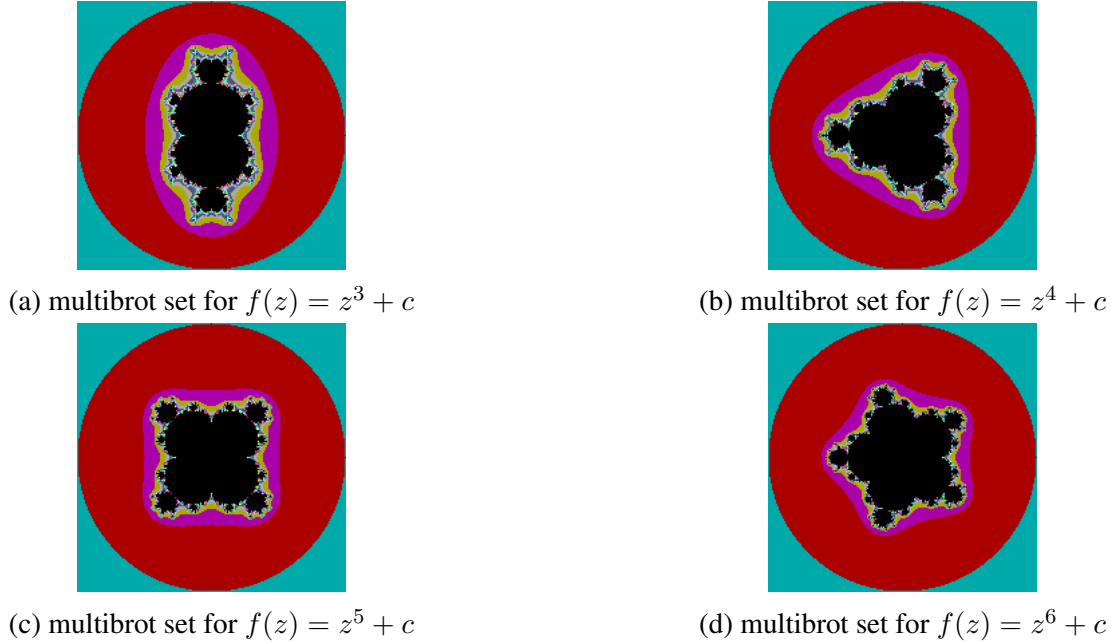 (a) multibrot set for $f(z) = z^3 + c$
(b) multibrot set for $f(z) = z^4 + c$
(c) multibrot set for $f(z) = z^5 + c$
(d) multibrot set for $f(z) = z^6 + c$